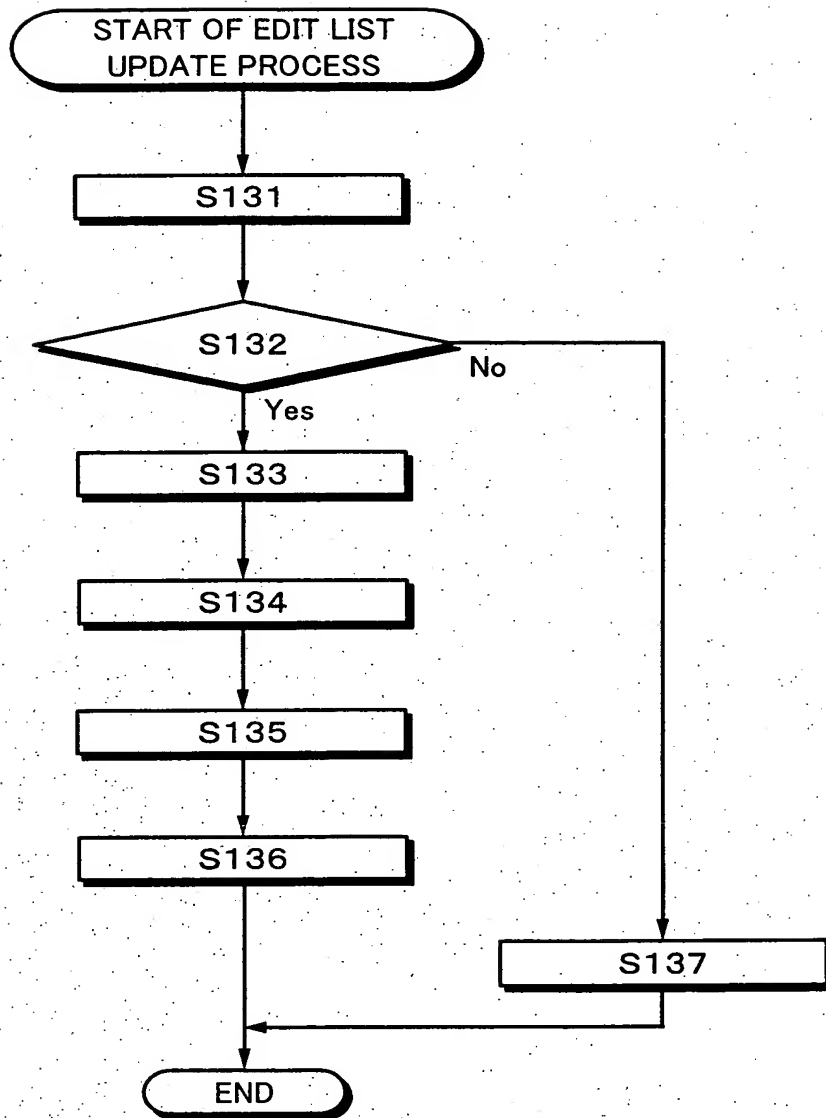 START OF EDIT LIST
UPDATE PROCESS
S131
S132
No
Yes
S133
S134
S135
S136
S137
END